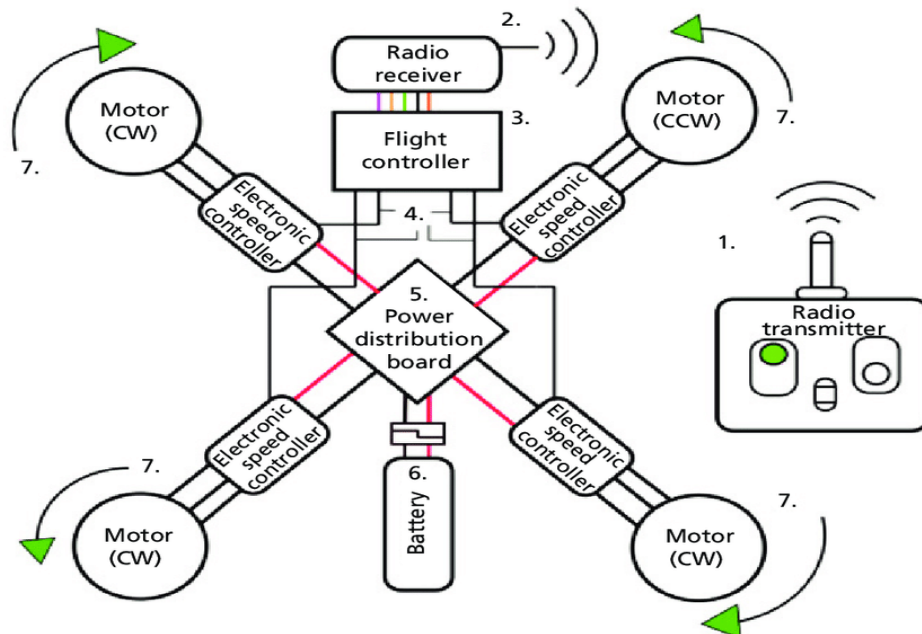 2.
Radio
receiver
3.
Flight
controller
Motor
(CW)
7.
Motor
(CCW)
7.
Electronic
speed
controller
4.
Electronic
speed
controller
1.
Radio
transmitter
5.
Power
distribution
board
Electronic
speed
controller
Electronic
speed
controller
6.
Battery
7.
Motor
(CW)
7.
Motor
(CW)